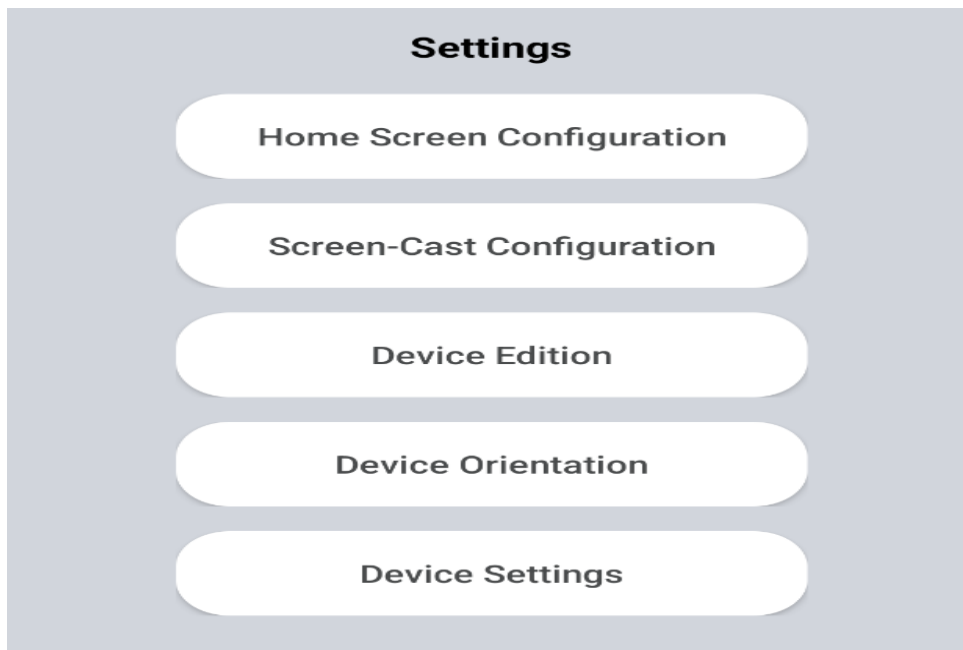 Settings
Home Screen Configuration
Screen-Cast Configuration
Device Edition
Device Orientation
Device Settings